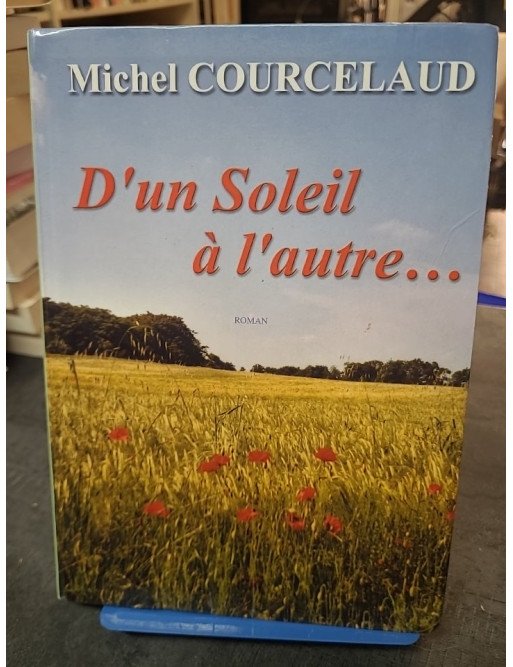 Michel COURCELAUD
D'un Soleil
à l'autre...
ROMAN